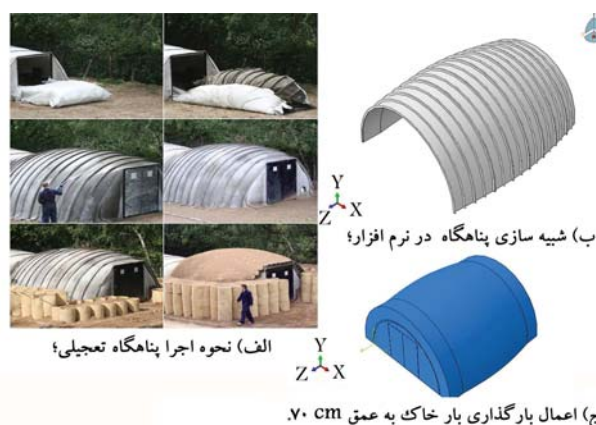 Y
Z X
ب) شبیه سازی پناهگاه در نرم افزار؛
الف) نحوه اجرا پناهگاه تعجیلی؛
Y
Z X
ج) اعمال بارگذاری بار خاک به عمق ۷۰ cm.